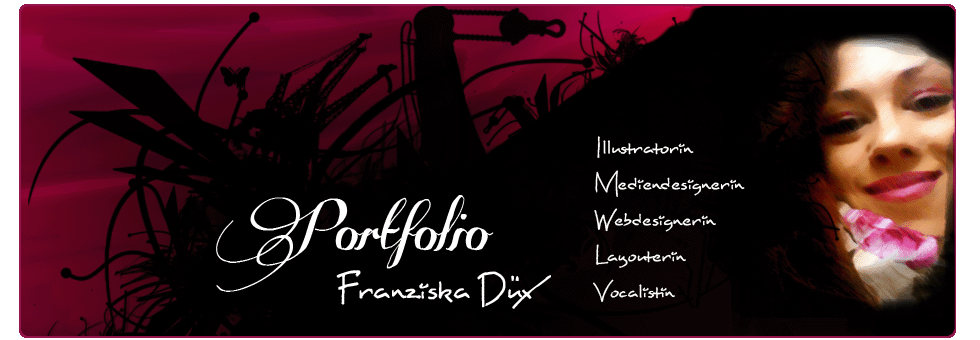 Portfolio
Franziska Düx
Illustratorin
Mediendesignerin
Webdesignerin
Layouterin
Vocalistin